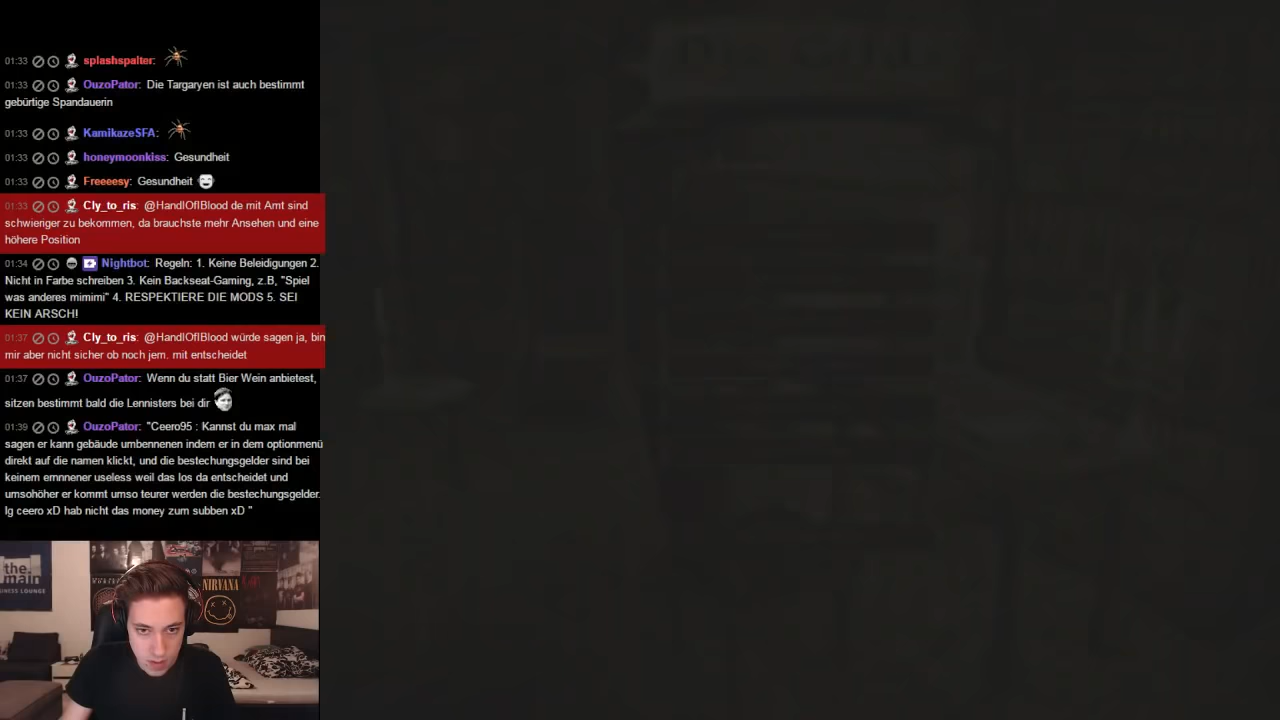 01:33 splashspalter:
01:33 OuzoPator: Die Targaryen ist auch bestimmt
gebürtige Spandauerin
01:33 KamikazeSFA:
01:33 honeymoonkiss: Gesundheit
01:33 Freeeesy: Gesundheit
01:33 Cly_to_ris: @HandIOfIBlood de mit Amt sind
schwieriger zu bekommen, da brauchste mehr Ansehen und eine
höhere Position
01:34 Nightbot: Regeln: 1. Keine Beleidigungen 2.
Nicht in Farbe schreiben 3. Kein Backseat-Gaming, z.B, "Spiel
was anderes mimimi" 4. RESPEKTIERE DIE MODS 5. SEI
KEIN ARSCH!
01:37 Cly_to_ris: @HandIOfIBlood würde sagen ja, bin
mir aber nicht sicher ob noch jem. mit entscheidet
01:37 OuzoPator: Wenn du statt Bier Wein anbietest,
sitzen bestimmt bald die Lennisters bei dir
01:39 OuzoPator: "Ceero95 : Kannst du max mal
sagen er kann gebäude umbennenen indem er in dem optionmenü
direkt auf die namen klickt, und die bestechungsgelder sind bei
keinem ernnener useless weil das los da entscheidet und
umsohöher er kommt umso teurer werden die bestechungsgelder.
lg ceero xD hab nicht das money zum subben xD "
the.
main
NIRVANA